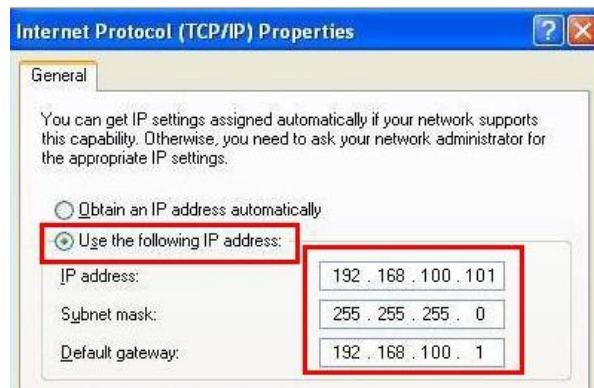 Internet Protocol (TCP/IP) Properties
General
You can get IP settings assigned automatically if your network supports
this capability. Otherwise, you need to ask your network administrator for
the appropriate IP settings.
Obtain an IP address automatically
Use the following IP address:
IP address: 192 . 168 . 100 . 101
Subnet mask: 255 . 255 . 255 . 0
Default gateway: 192 . 168 . 100 . 1